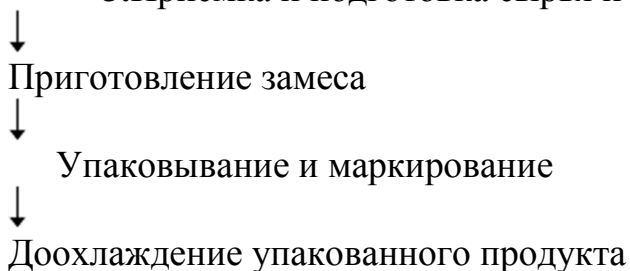 ↓
Приготовление замеса
↓
Упаковывание и маркирование
↓
Доохлаждение упакованного продукта